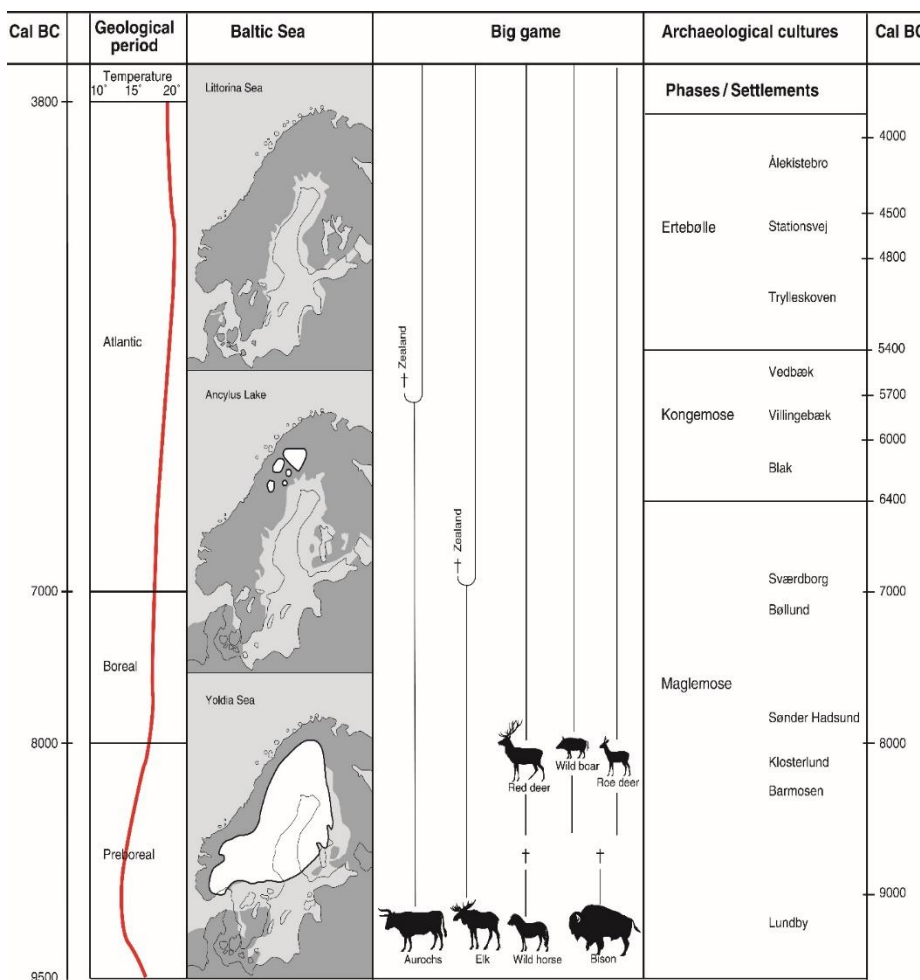 Cal BC
Geological period
Baltic Sea
Big game
Archaeological cultures
Cal BC
Temperature
10° 15° 20°
3800
7000
8000
9500
Atlantic
Boreal
Preboreal
Littorina Sea
Ancylus Lake
Yoldia Sea
† Zealand
† Zealand
Red deer
Wild boar
Roe deer
†
†
Aurochs
Elk
Wild horse
Bison
Phases / Settlements
Ertebølle
Kongemose
Maglemose
Ålekistebro
Stationsvej
Trylleskoven
Vedbæk
Villingebæk
Blak
Sværdborg
Bøllund
Sønder Hadsund
Klosterlund
Barmosen
Lundby
4000
4500
4800
5400
5700
6000
6400
7000
8000
9000